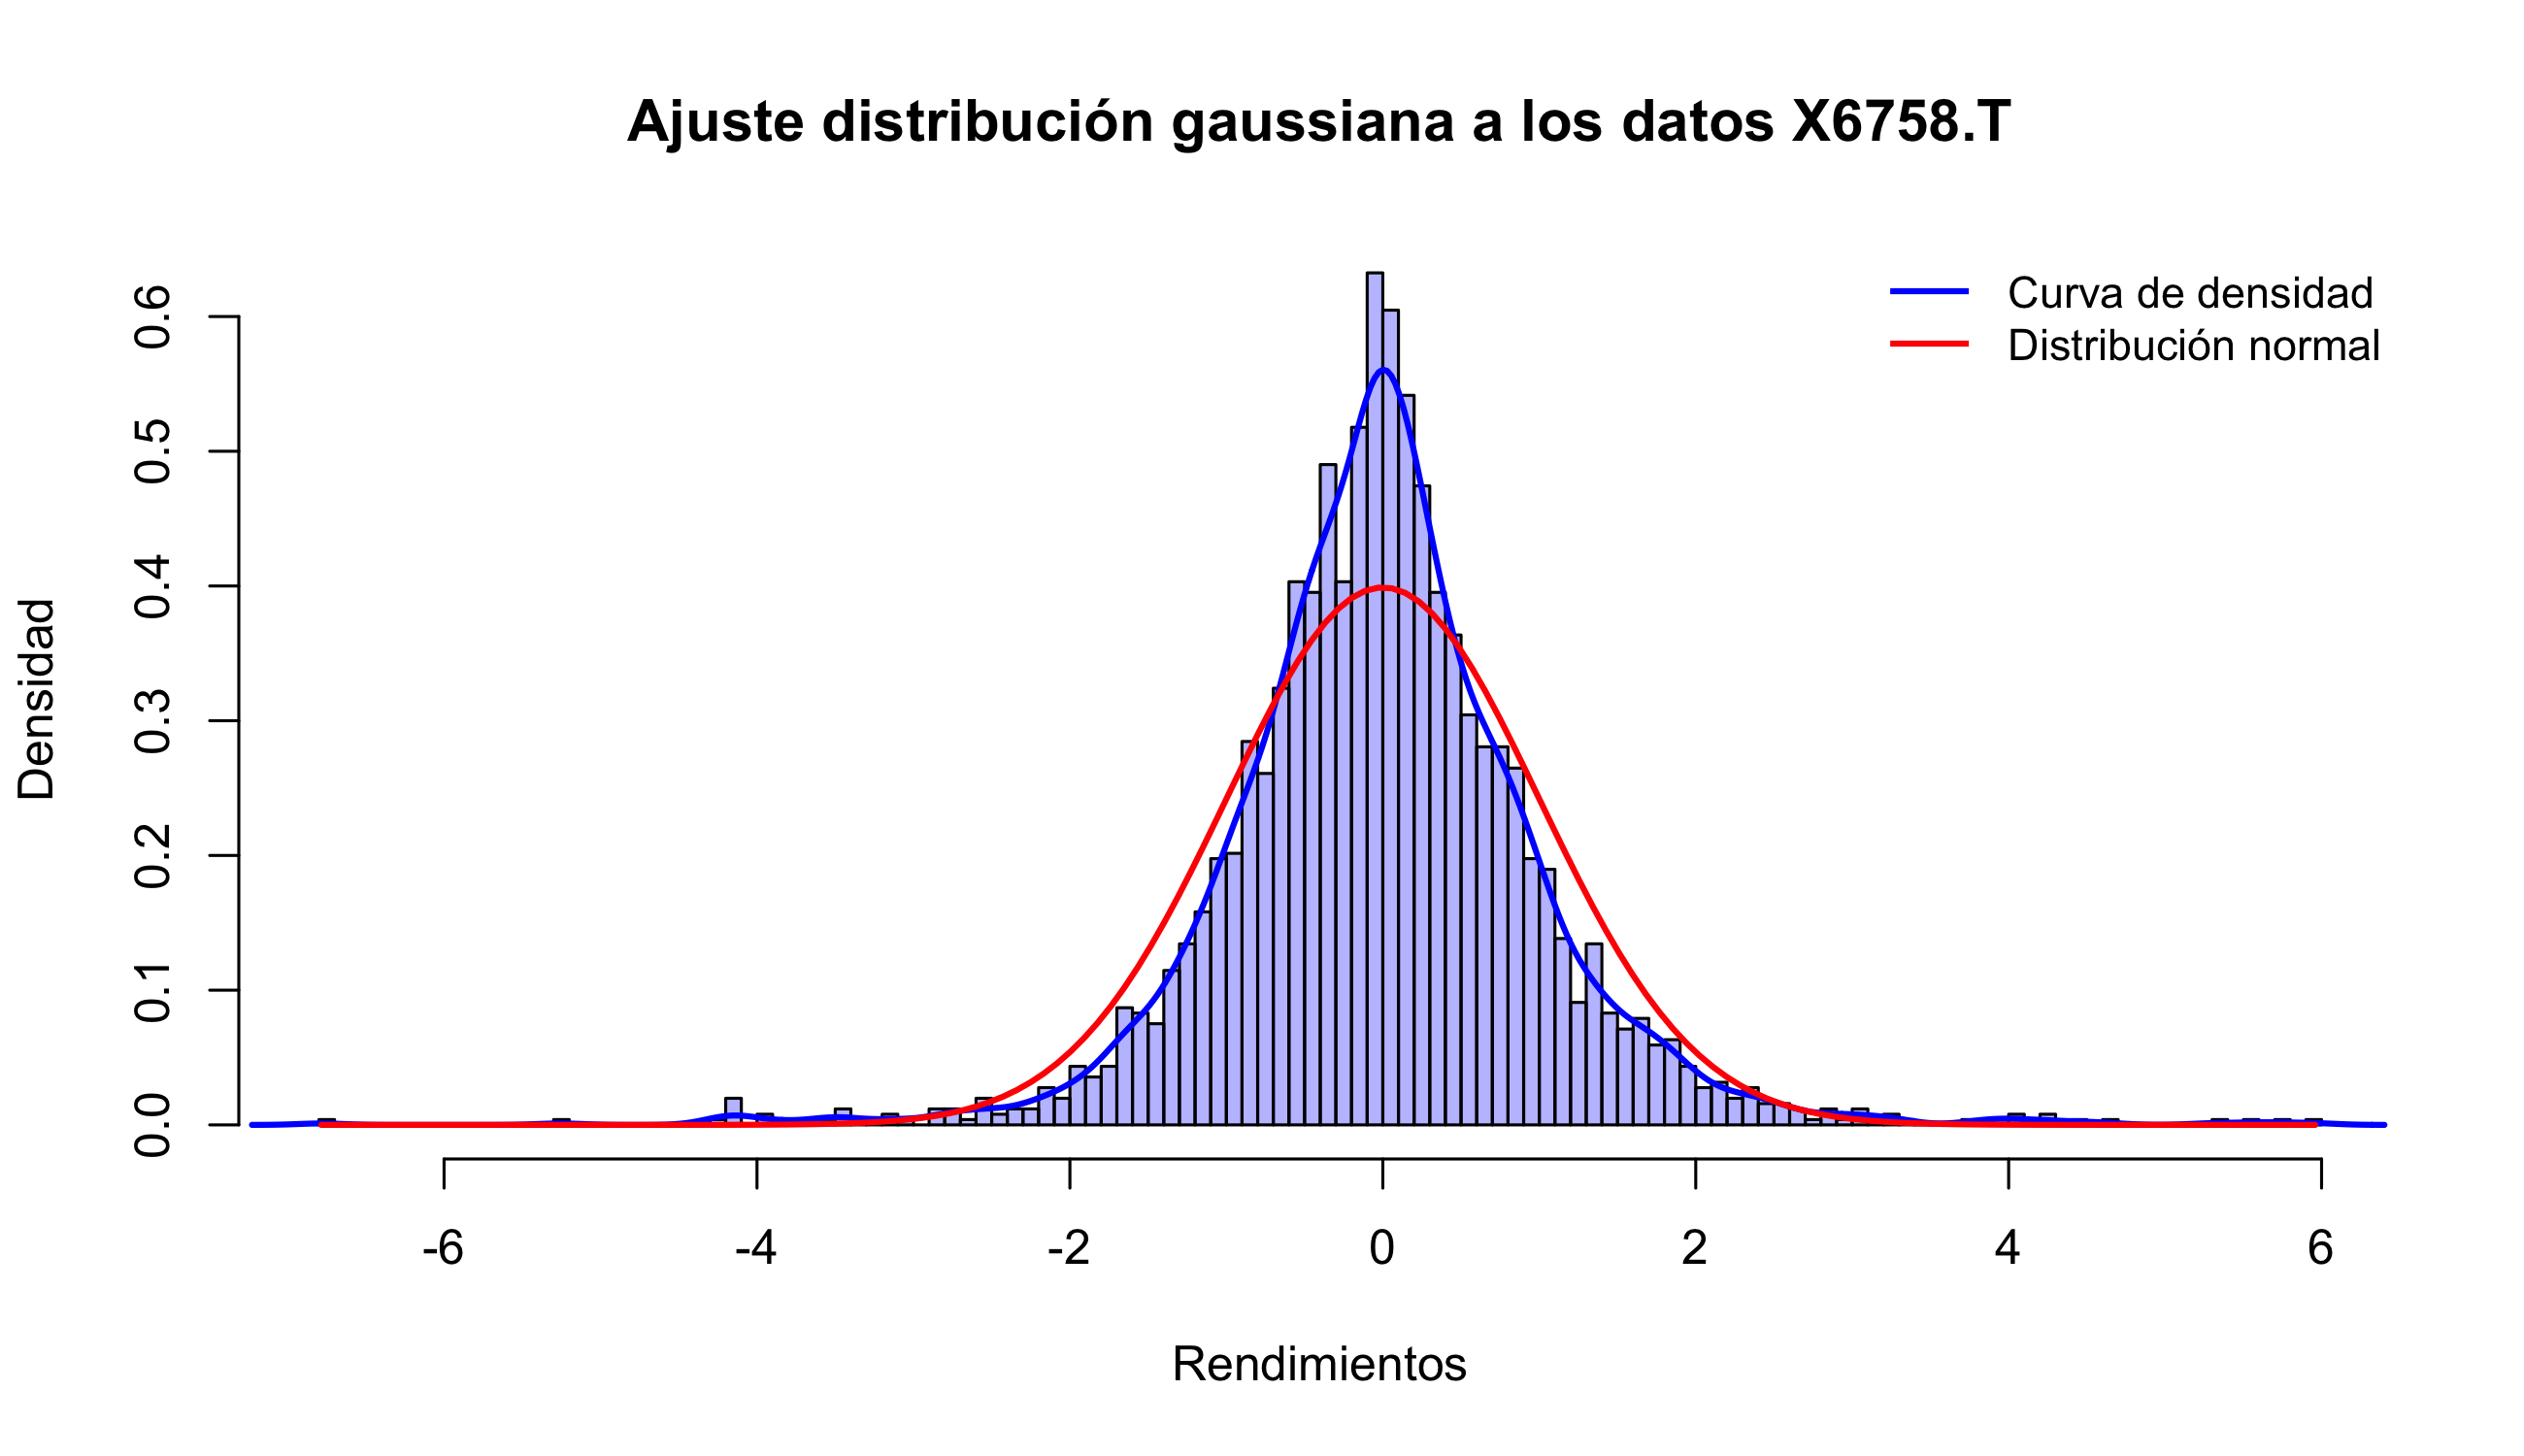 Ajuste distribución gaussiana a los datos X6758.T
Curva de densidad
Distribución normal
Densidad
0.6
0.5
0.4
0.3
0.2
0.1
0.0
-6 -4 -2 0 2 4 6
Rendimientos